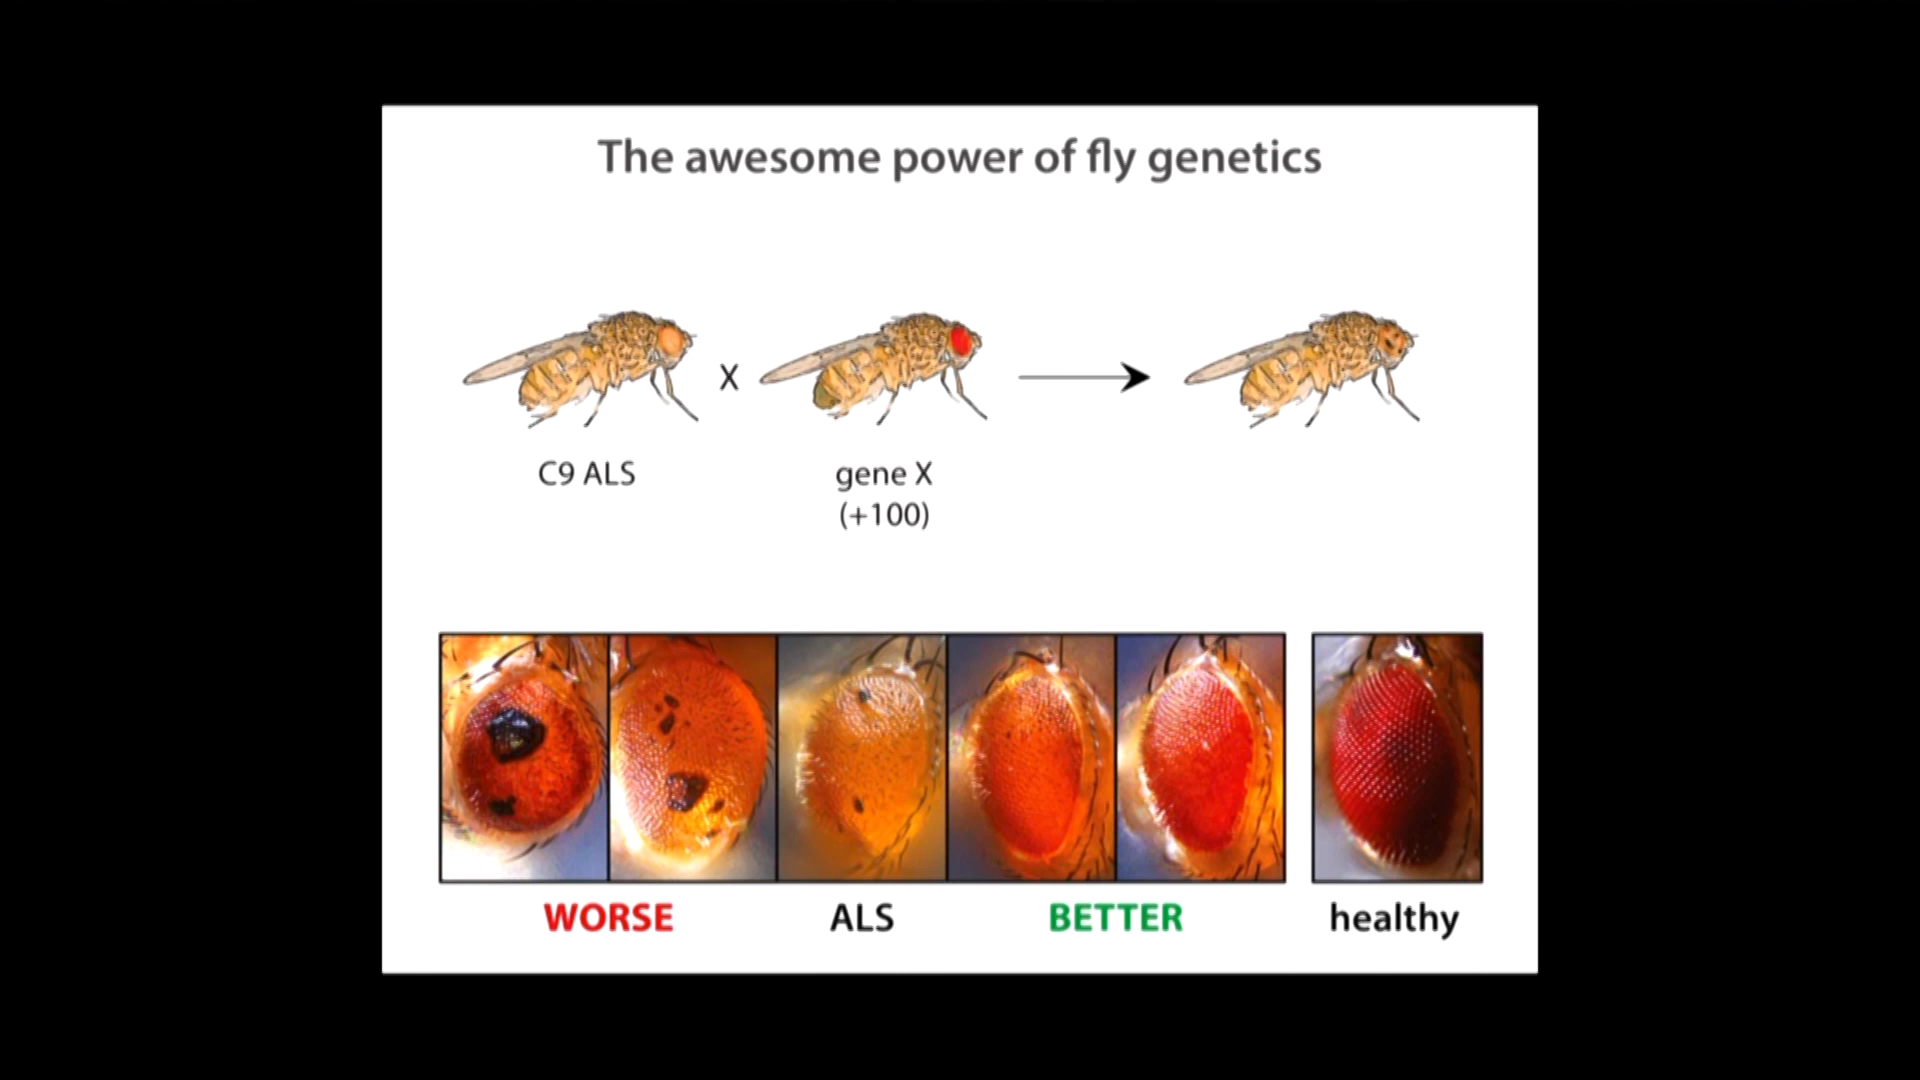 The awesome power of fly genetics
X
C9 ALS
gene X
(+100)
WORSE
ALS
BETTER
healthy